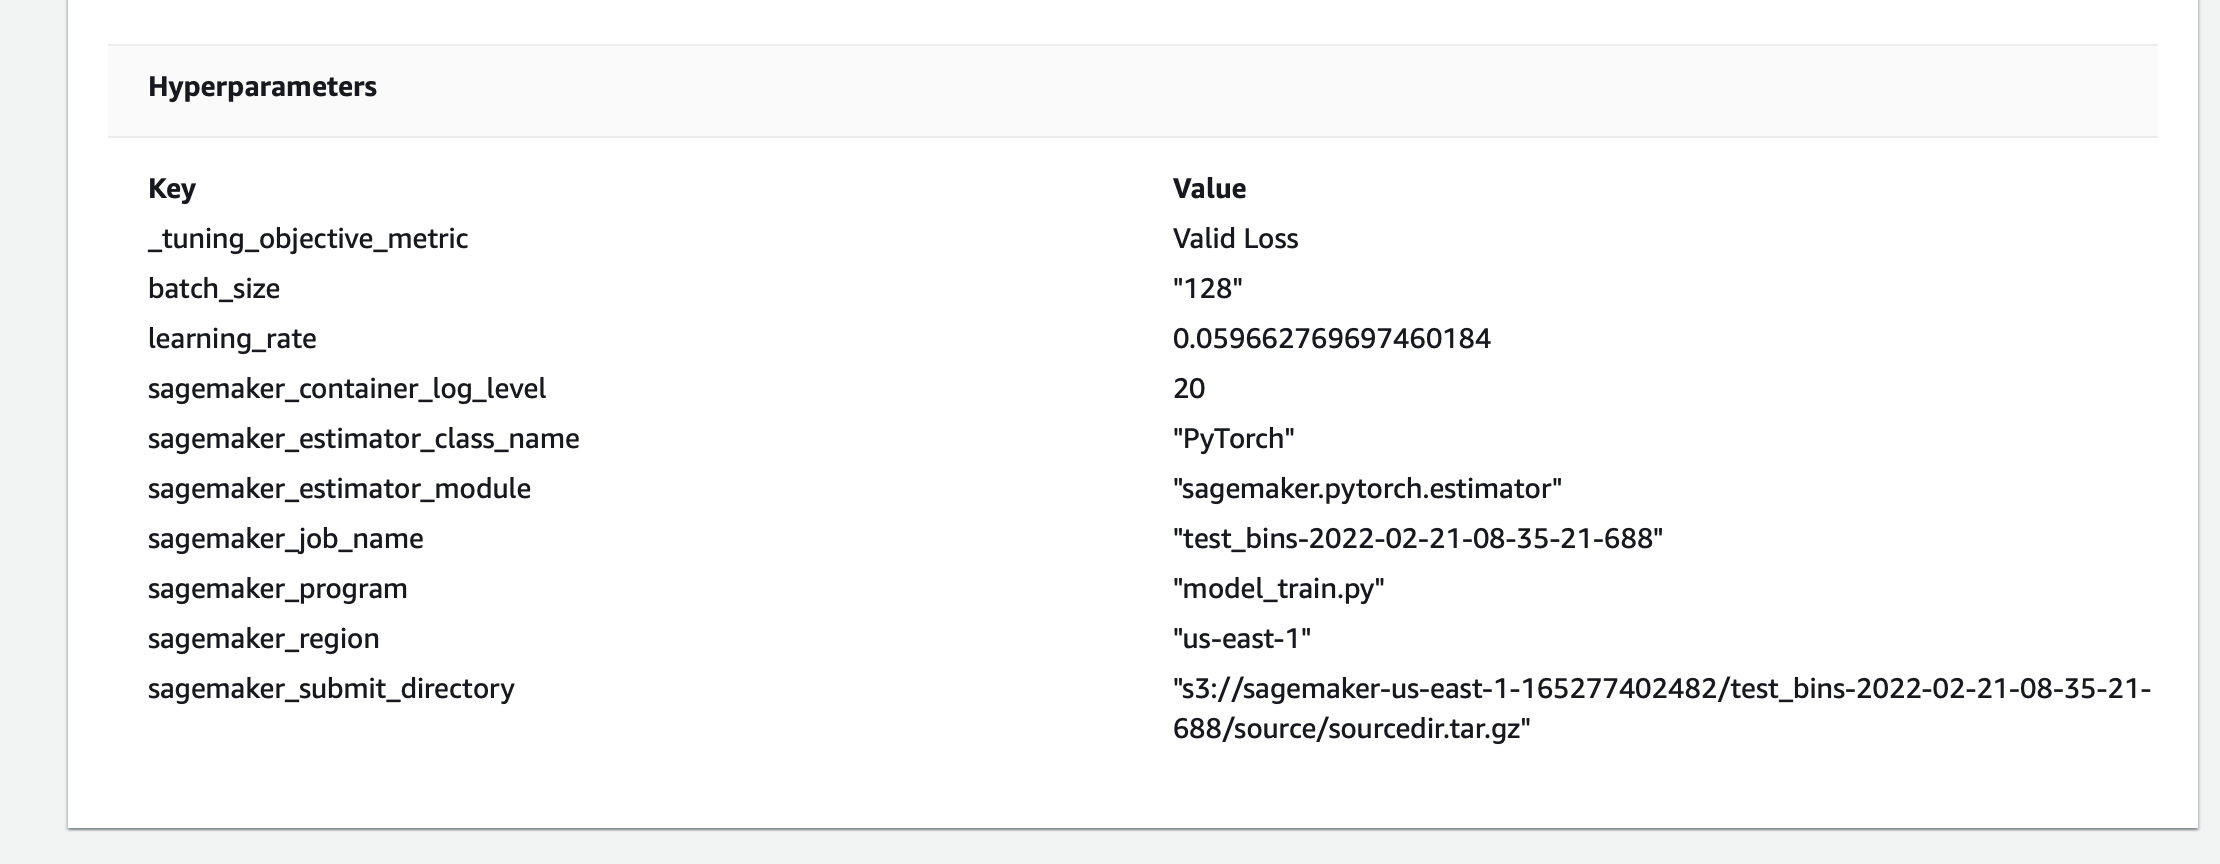 Hyperparameters
Key Value
_tuning_objective_metric Valid Loss
batch_size "128"
learning_rate 0.059662769697460184
sagemaker_container_log_level 20
sagemaker_estimator_class_name "PyTorch"
sagemaker_estimator_module "sagemaker.pytorch.estimator"
sagemaker_job_name "test_bins-2022-02-21-08-35-21-688"
sagemaker_program "model_train.py"
sagemaker_region "us-east-1"
sagemaker_submit_directory "s3://sagemaker-us-east-1-165277402482/test_bins-2022-02-21-08-35-21-
688/source/sourcedir.tar.gz"